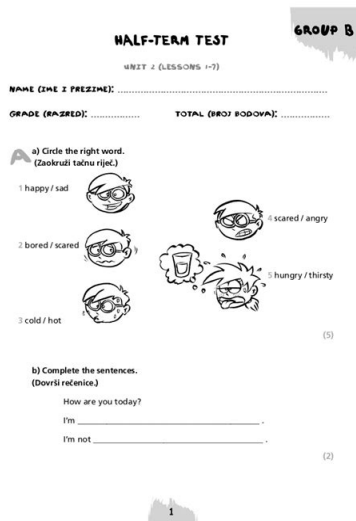 GROUP B
HALF-TERM TEST
UNIT 2 (LESSONS 1-7)
NAME (IME I PREZIME): ................................................................................
GRADE (RAZRED): .................. TOTAL (BROJ BODOVA): ..................
A a) Circle the right word.
(Zaokruži tačnu riječ.)
1 happy / sad
4 scared / angry
2 bored / scared
5 hungry / thirsty
3 cold / hot
(5)
b) Complete the sentences.
(Dovrši rečenice.)
How are you today?
I'm ________________________________________ .
I'm not _____________________________________ .
(2)
1